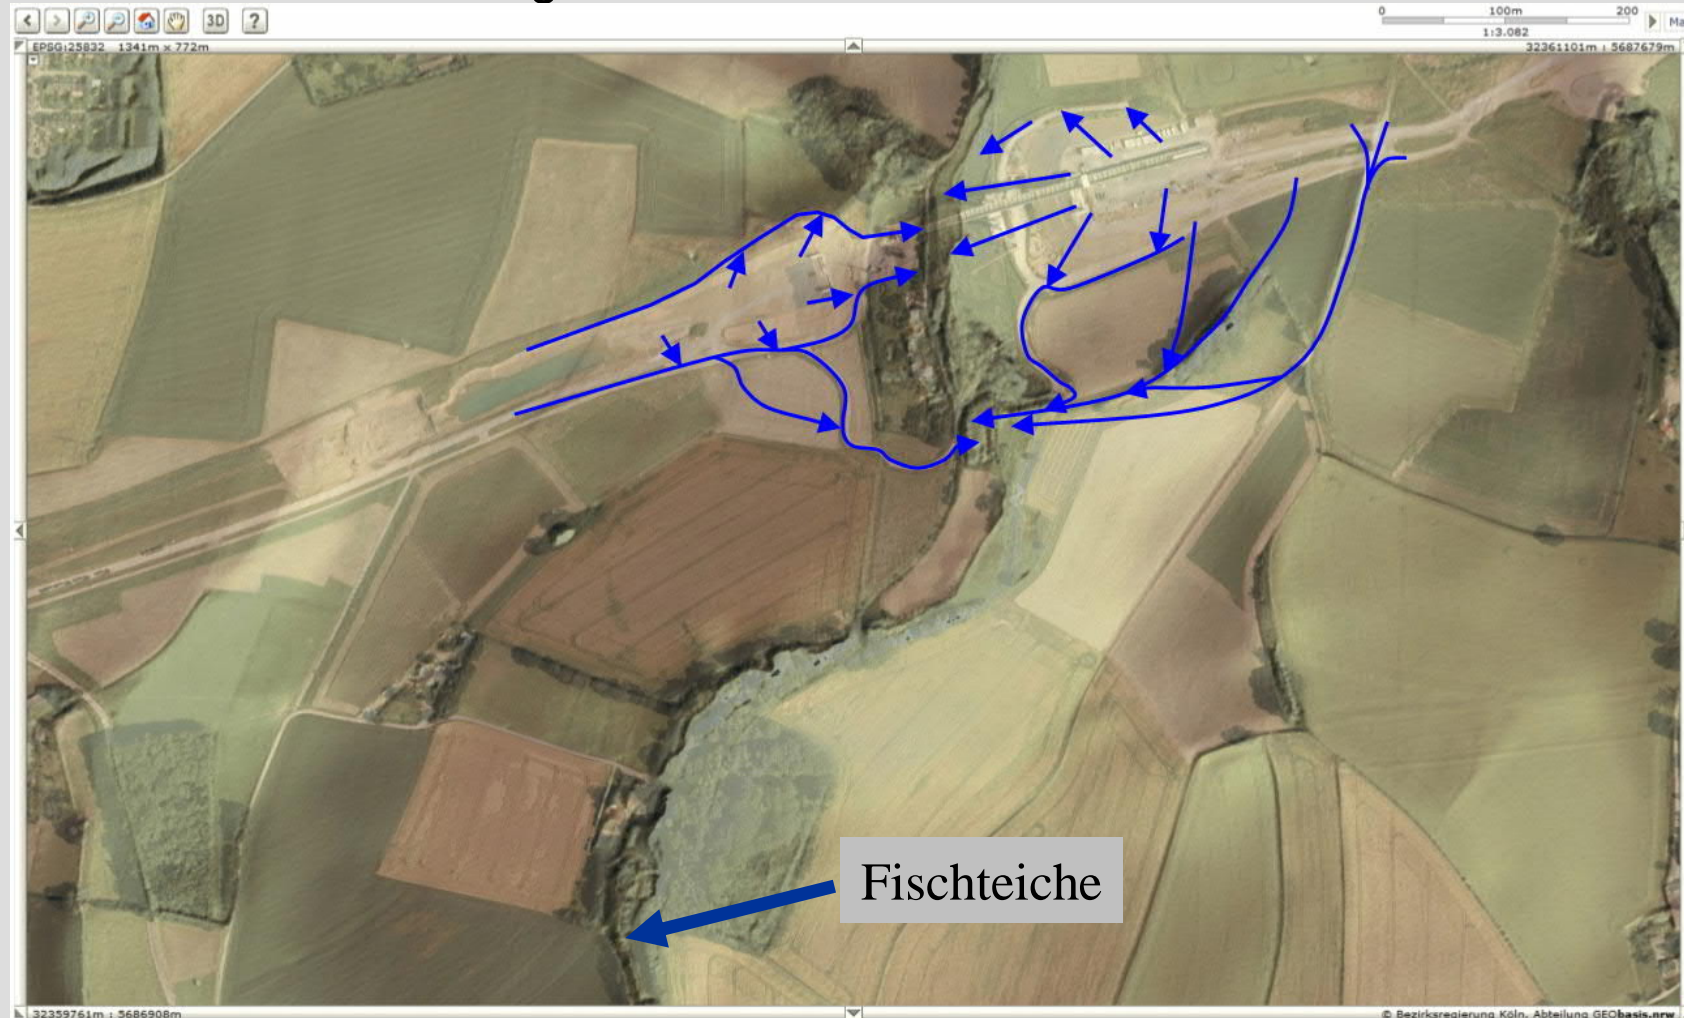 3D
?
0 100m 200
1:3.082
Ma
EPSG:25832 1341m x 772m
32361101m : 5687679m
Fischteiche
32359761m : 5686908m
© Bezirksregierung Köln, Abteilung GEObasis.nrw